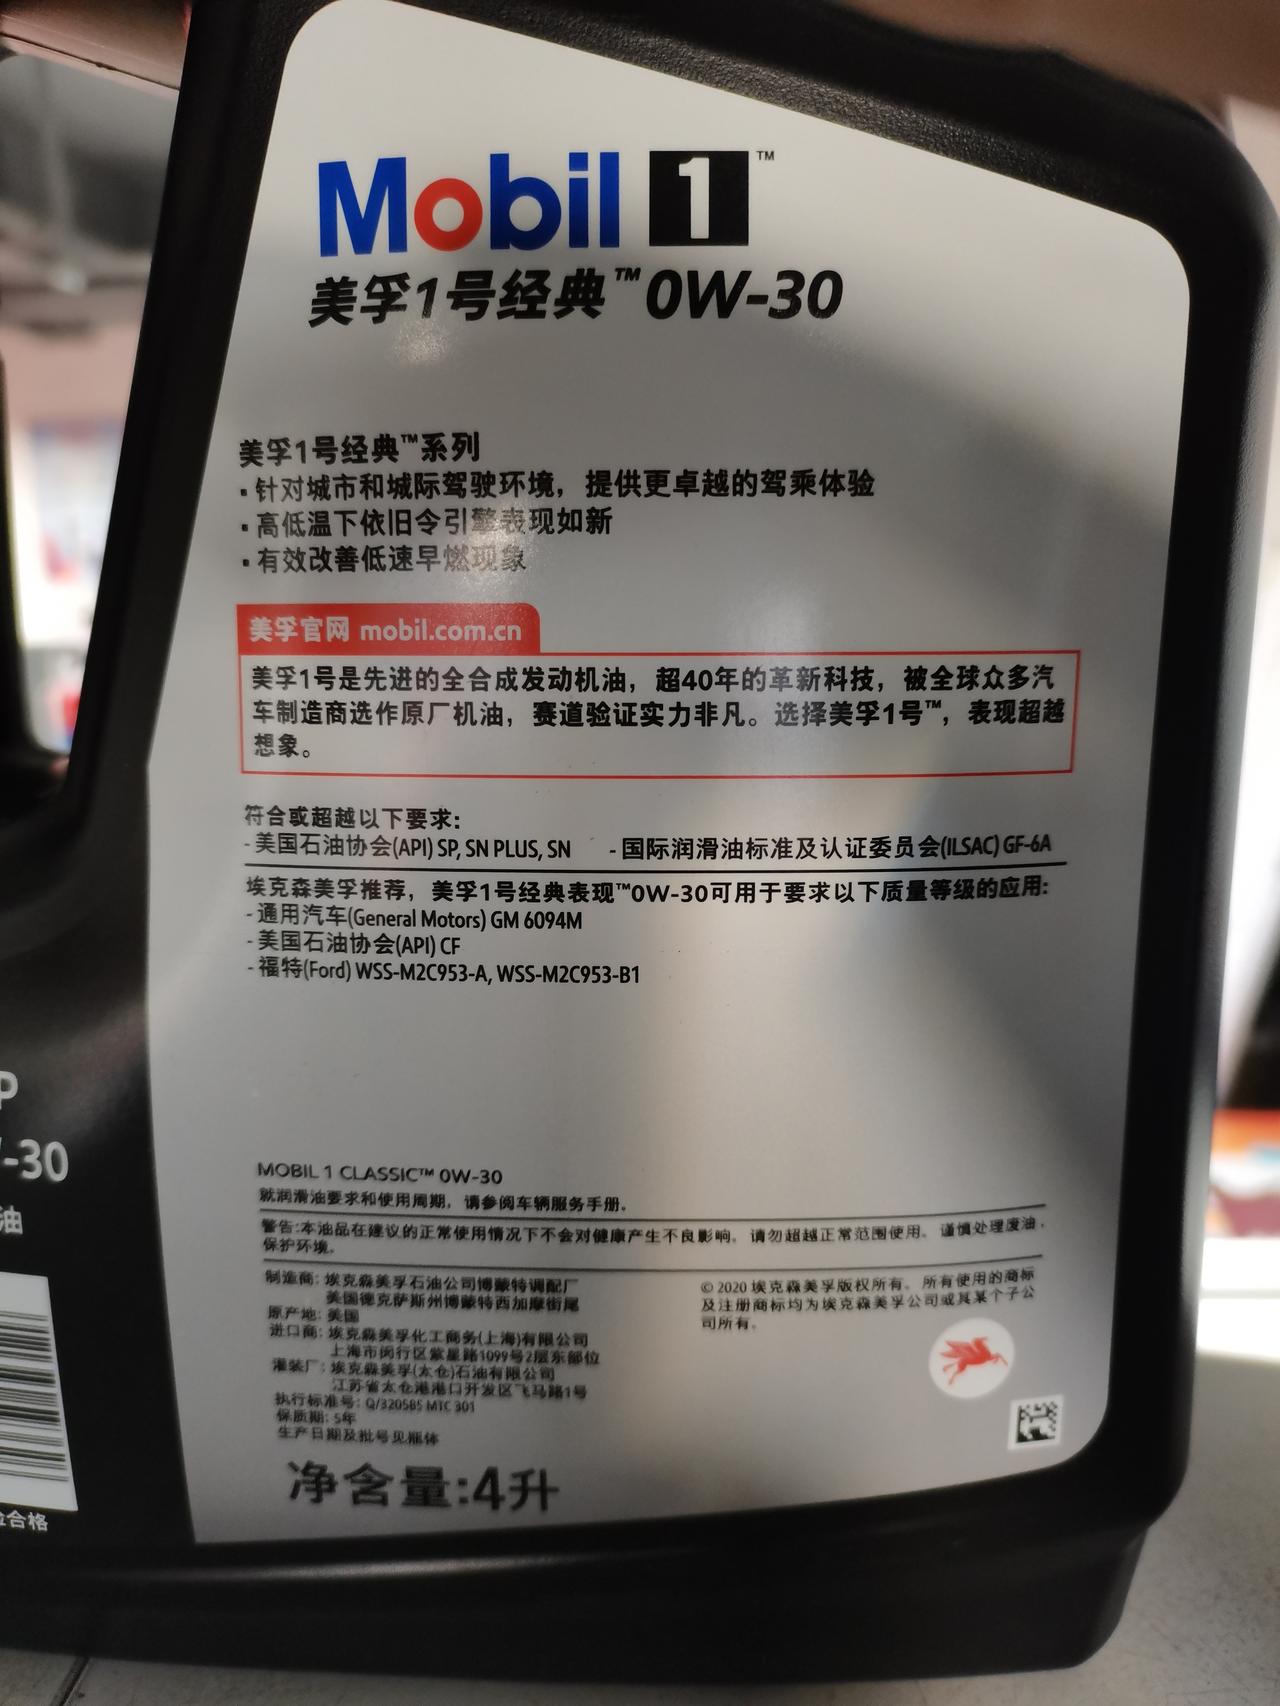 Mobil 1™
美孚1号经典™0W-30
美孚1号经典™系列
·针对城市和城际驾驶环境，提供更卓越的驾乘体验
·高低温下依旧令引擎表现如新
·有效改善低速早燃现象
美孚官网 mobil.com.cn
美孚1号是先进的全合成发动机油，超40年的革新科技，被全球众多汽
车制造商选作原厂机油，赛道验证实力非凡。选择美孚1号™，表现超越
想象。
符合或超越以下要求:
-美国石油协会(API) SP, SN PLUS, SN -国际润滑油标准及认证委员会(ILSAC) GF-6A
埃克森美孚推荐，美孚1号经典表现™0W-30可用于要求以下质量等级的应用:
-通用汽车(General Motors) GM 6094M
-美国石油协会(API) CF
-福特(Ford) WSS-M2C953-A, WSS-M2C953-B1
MOBIL 1 CLASSIC™ 0W-30
就润滑油要求和使用周期，请参阅车辆服务手册。
警告:本油品在建议的正常使用情况下不会对健康产生不良影响。请勿超越正常范围使用。谨慎处理废油，
保护环境。
制造商: 埃克森美孚石油公司博蒙特调配厂
美国德克萨斯州博蒙特西加摩街尾
原产地: 美国
进口商: 埃克森美孚化工商务(上海)有限公司
上海市闵行区紫星路1099号2层东部位
灌装厂: 埃克森美孚(太仓)石油有限公司
江苏省太仓港港口开发区飞马路1号
执行标准号: Q/320585 MTC 301
保质期: 5年
生产日期及批号见瓶体
© 2020 埃克森美孚版权所有。所有使用的商标
及注册商标均为埃克森美孚公司或其某个子公
司所有。
净含量:4升
P
-30
油
合格